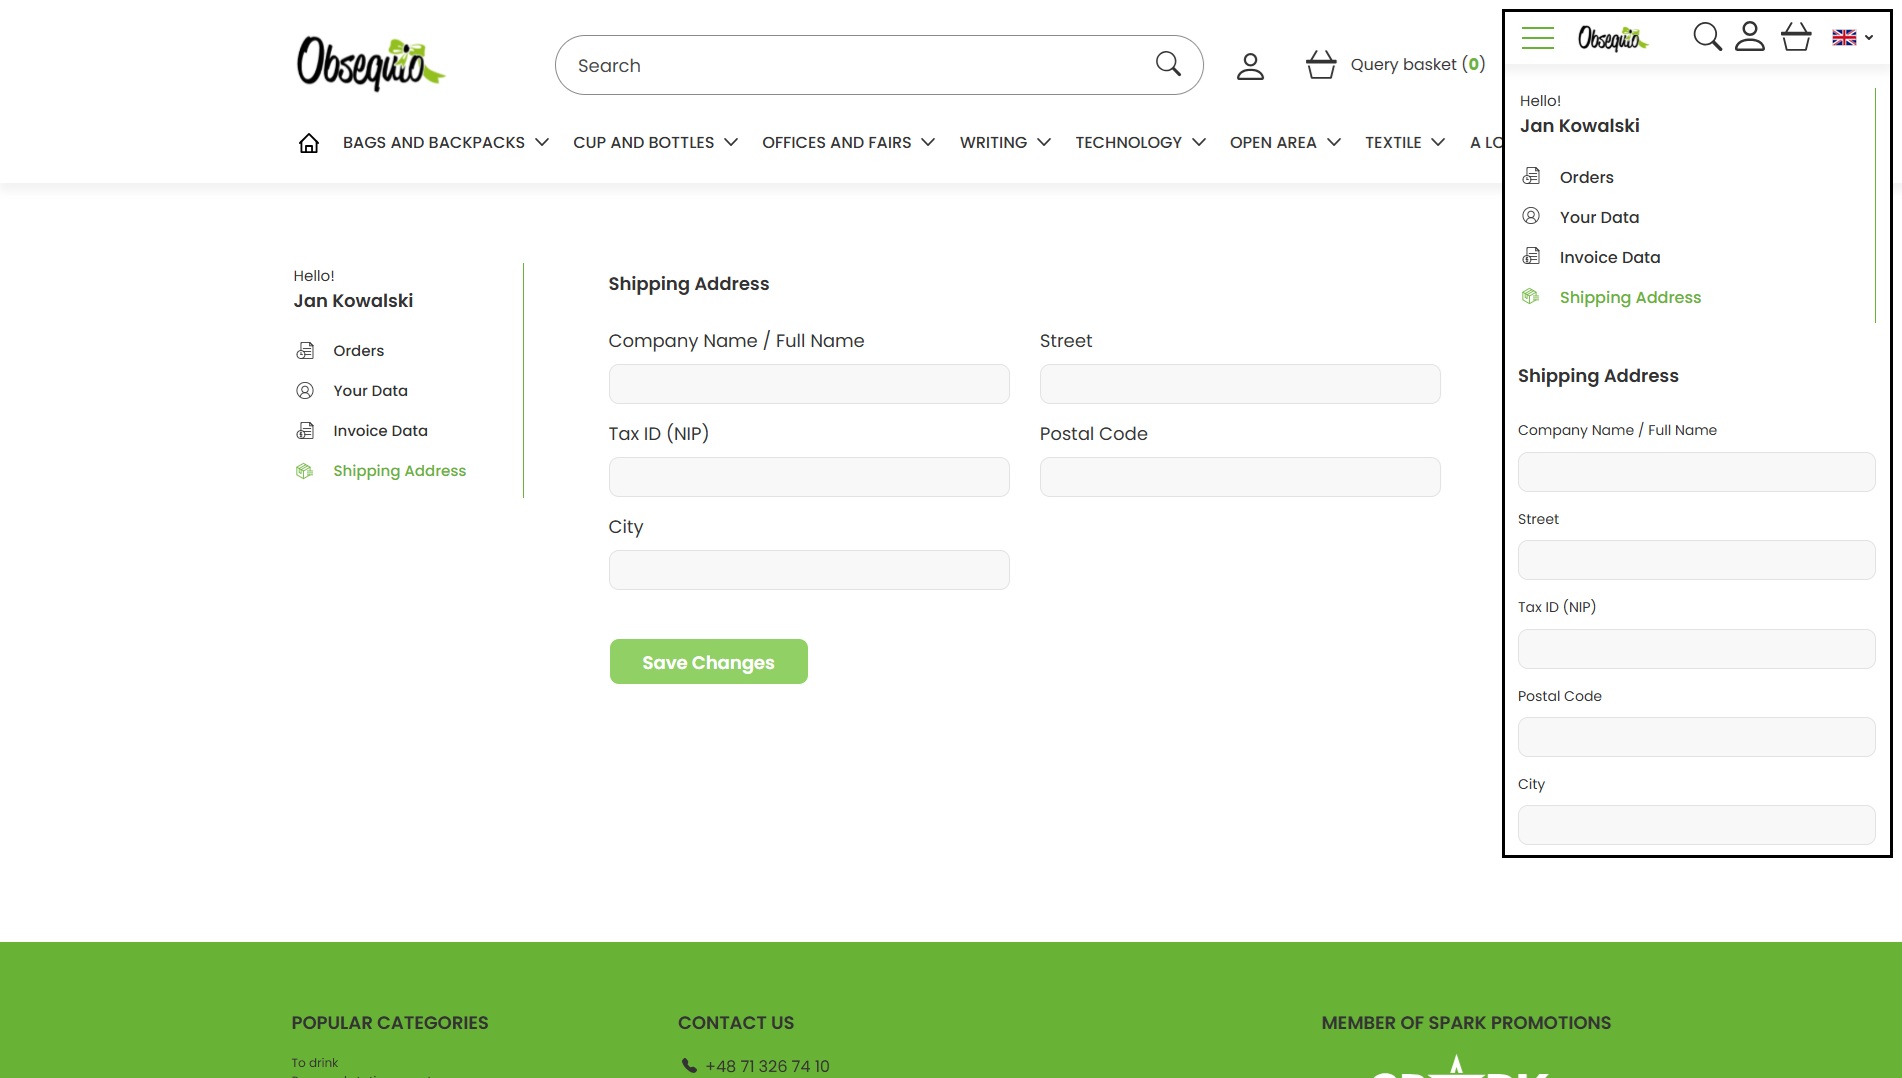 Obsequio
Search
Query basket (0)
BAGS AND BACKPACKS
CUP AND BOTTLES
OFFICES AND FAIRS
WRITING
TECHNOLOGY
OPEN AREA
TEXTILE
A LO
Hello!
Jan Kowalski
Orders
Your Data
Invoice Data
Shipping Address
Shipping Address
Company Name / Full Name
Street
Tax ID (NIP)
Postal Code
City
Save Changes
Obsequio
Hello!
Jan Kowalski
Orders
Your Data
Invoice Data
Shipping Address
Shipping Address
Company Name / Full Name
Street
Tax ID (NIP)
Postal Code
City
POPULAR CATEGORIES
To drink
CONTACT US
+48 71 326 74 10
MEMBER OF SPARK PROMOTIONS